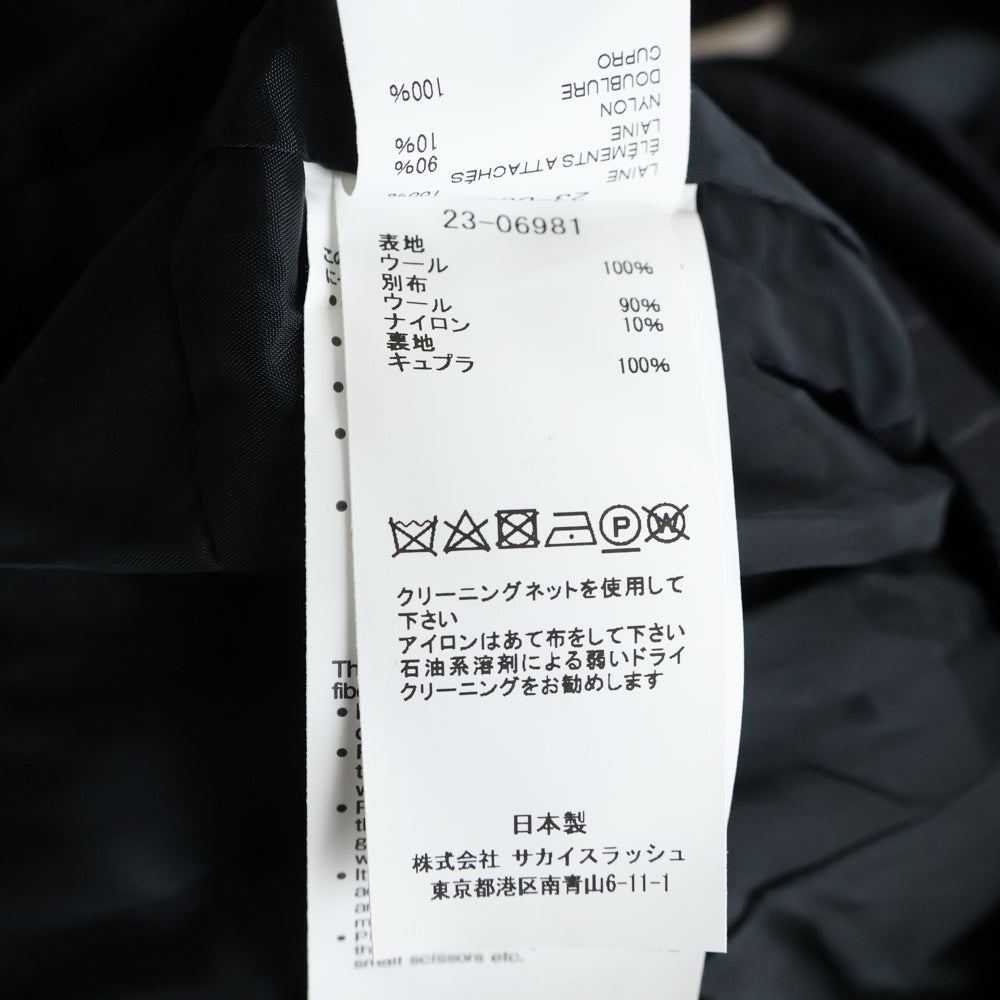 CUPRO
DOUBLURE 100%
NYLON
LAINE 10%
ÉLÉMENTS ATTACHÉS 90%
LAINE 100%
23-06981
表地
ウール 100%
別布
ウール 90%
ナイロン 10%
裏地
キュプラ 100%
P
W
クリーニングネットを使用して
下さい
アイロンはあて布をして下さい
石油系溶剤による弱いドライ
クリーニングをお勧めします
日本製
株式会社 サカイスラッシュ
東京都港区南青山6-11-1
small scissors etc.